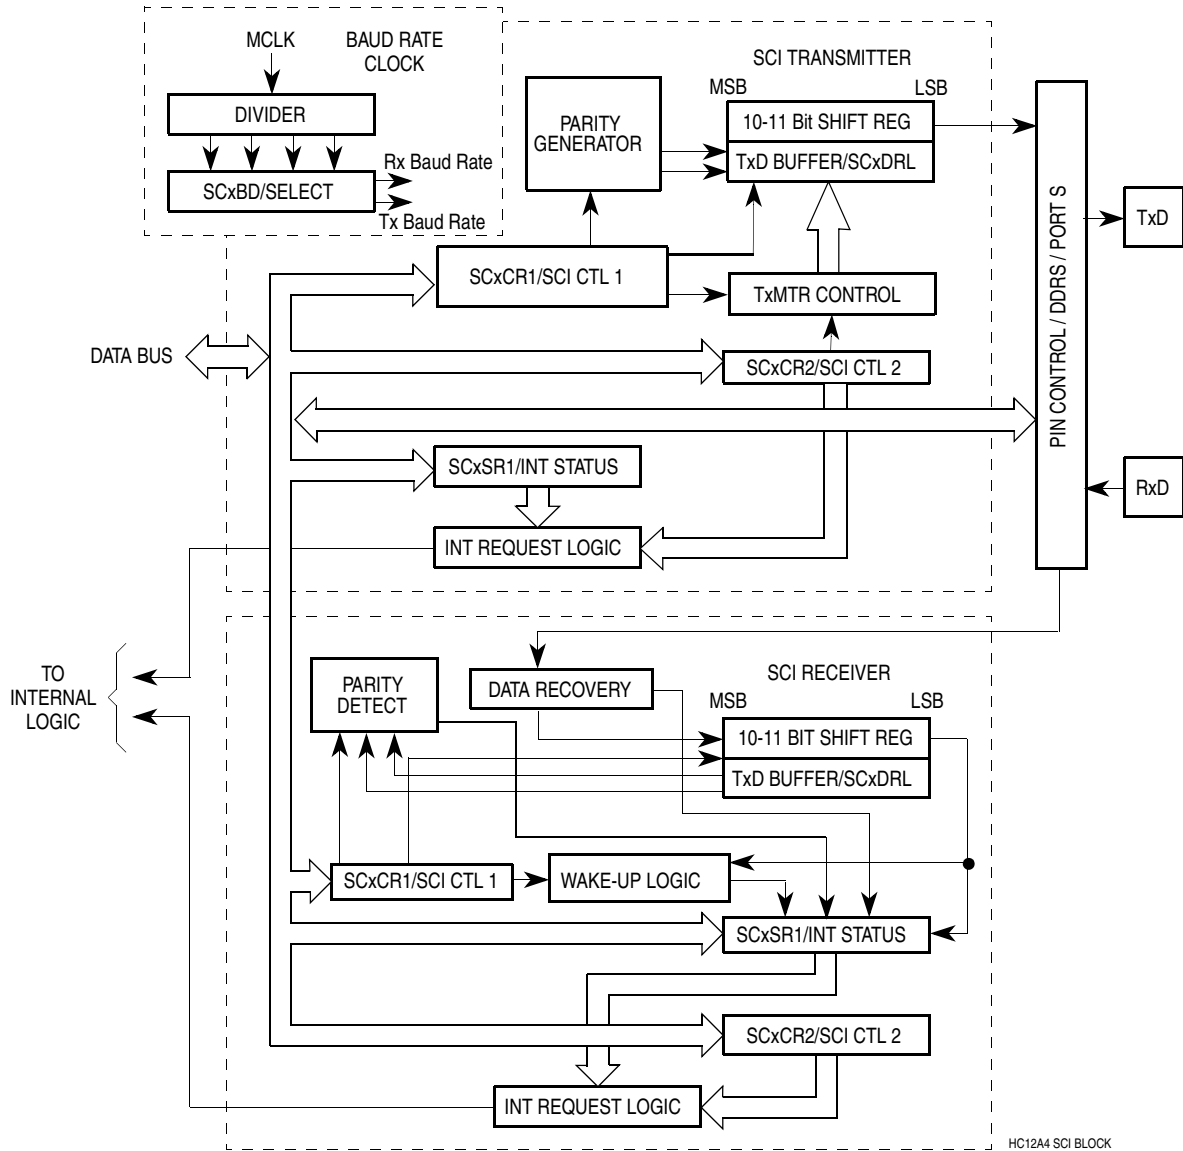 MCLK
BAUD RATE
CLOCK
DIVIDER
SCxBD/SELECT
Rx Baud Rate
Tx Baud Rate
SCI TRANSMITTER
MSB
LSB
PARITY
GENERATOR
10-11 Bit SHIFT REG
TxD BUFFER/SCxDRL
SCxCR1/SCI CTL 1
TxMTR CONTROL
DATA BUS
SCxCR2/SCI CTL 2
SCxSR1/INT STATUS
INT REQUEST LOGIC
PIN CONTROL / DDRS / PORT S
TxD
RxD
TO
INTERNAL
LOGIC
SCI RECEIVER
MSB
LSB
PARITY
DETECT
DATA RECOVERY
10-11 BIT SHIFT REG
TxD BUFFER/SCxDRL
SCxCR1/SCI CTL 1
WAKE-UP LOGIC
SCxSR1/INT STATUS
SCxCR2/SCI CTL 2
INT REQUEST LOGIC
HC12A4 SCI BLOCK